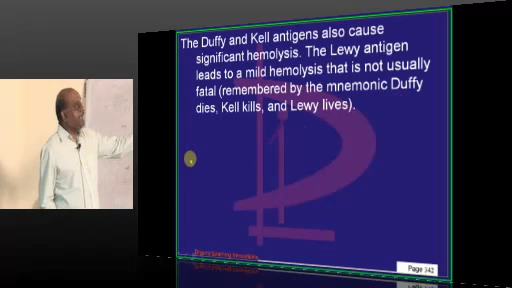 The Duffy and Kell antigens also cause
significant hemolysis. The Lewy antigen
leads to a mild hemolysis that is not usually
fatal (remembered by the mnemonic Duffy
dies, Kell kills, and Lewy lives).
Page 342